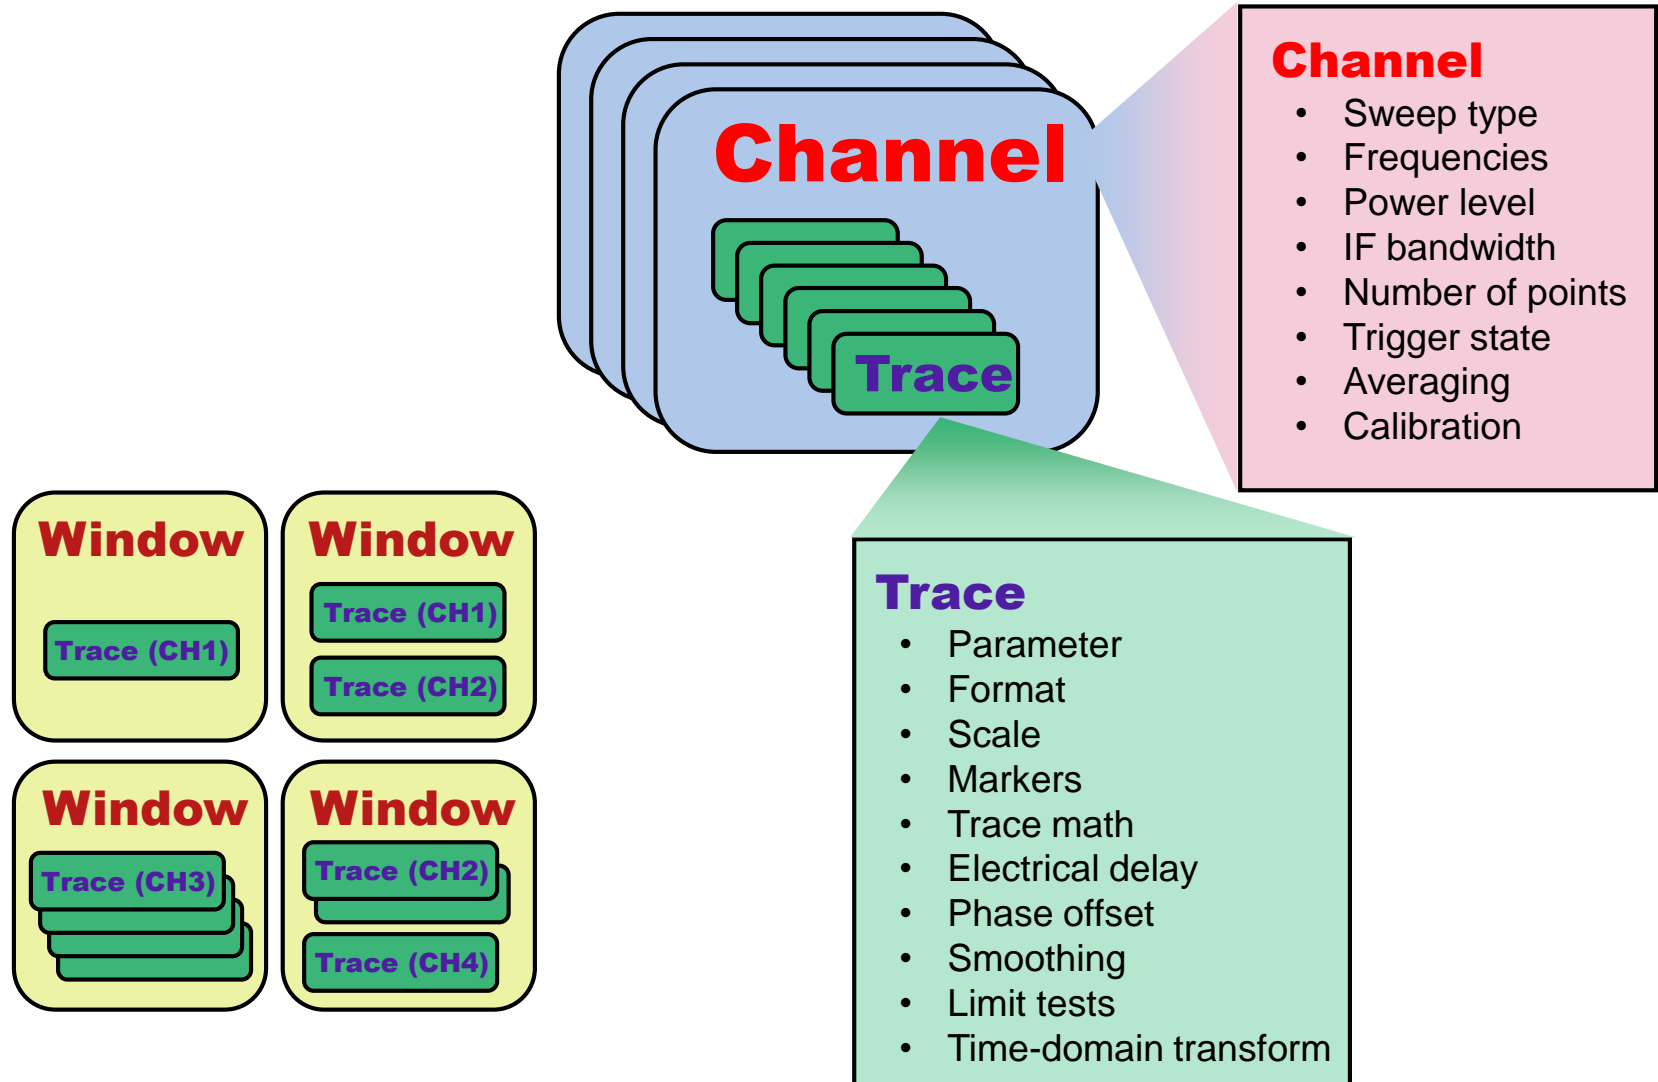 Channel
Trace
Channel
• Sweep type
• Frequencies
• Power level
• IF bandwidth
• Number of points
• Trigger state
• Averaging
• Calibration
Window
Trace (CH1)
Window
Trace (CH1)
Trace (CH2)
Window
Trace (CH3)
Window
Trace (CH2)
Trace (CH4)
Trace
• Parameter
• Format
• Scale
• Markers
• Trace math
• Electrical delay
• Phase offset
• Smoothing
• Limit tests
• Time-domain transform